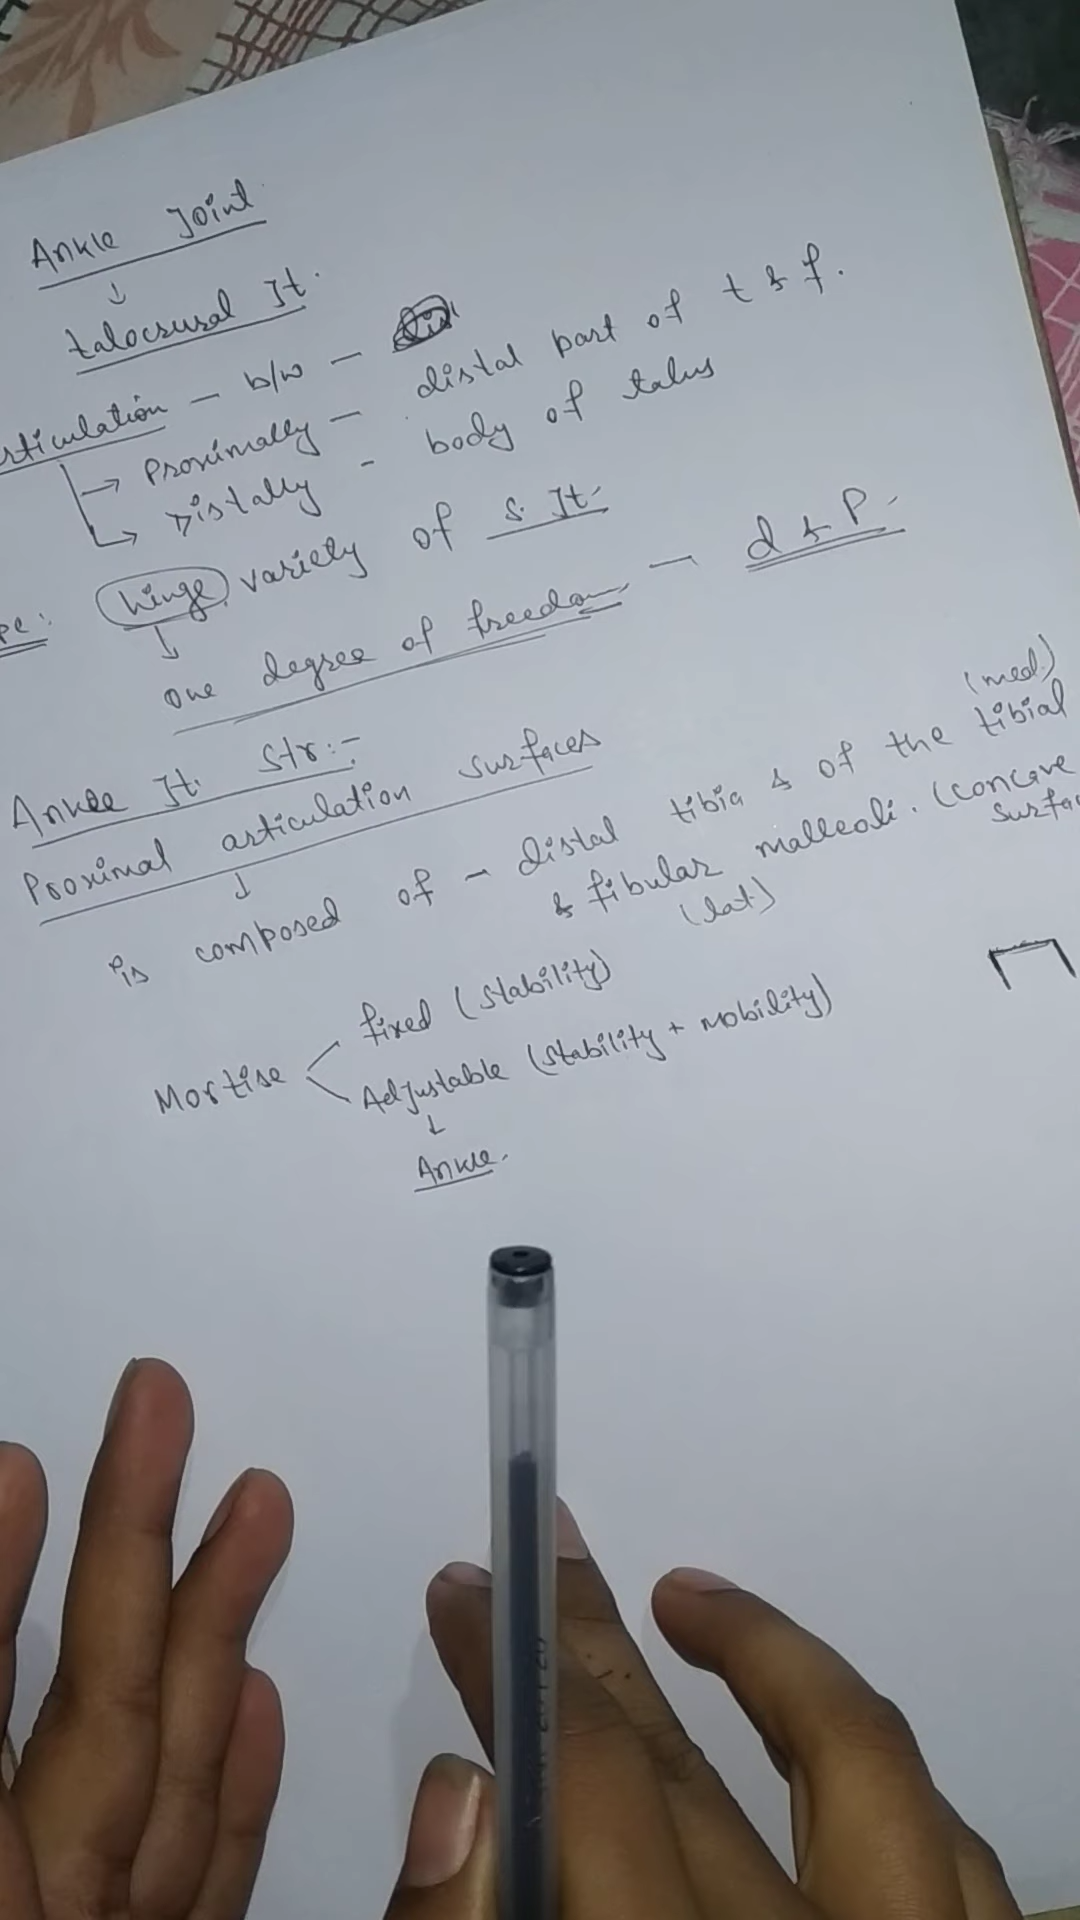 Ankle Joint
↓
talocrural Jt.
rticulation — b/w —
→ Proximally — distal part of t & f.
→ Distally - body of talus
pe: hinge variety of s. Jt.
↓
one degree of freedom — d & P.
Ankle Jt. Str:-
Proximal articulation surfaces
↓
is composed of - distal tibia & of the tibial (med)
& fibular malleoli. (concave surfac
(lat)
Mortise
fixed (stability)
Adjustable (stability + mobility)
↓
Ankle.